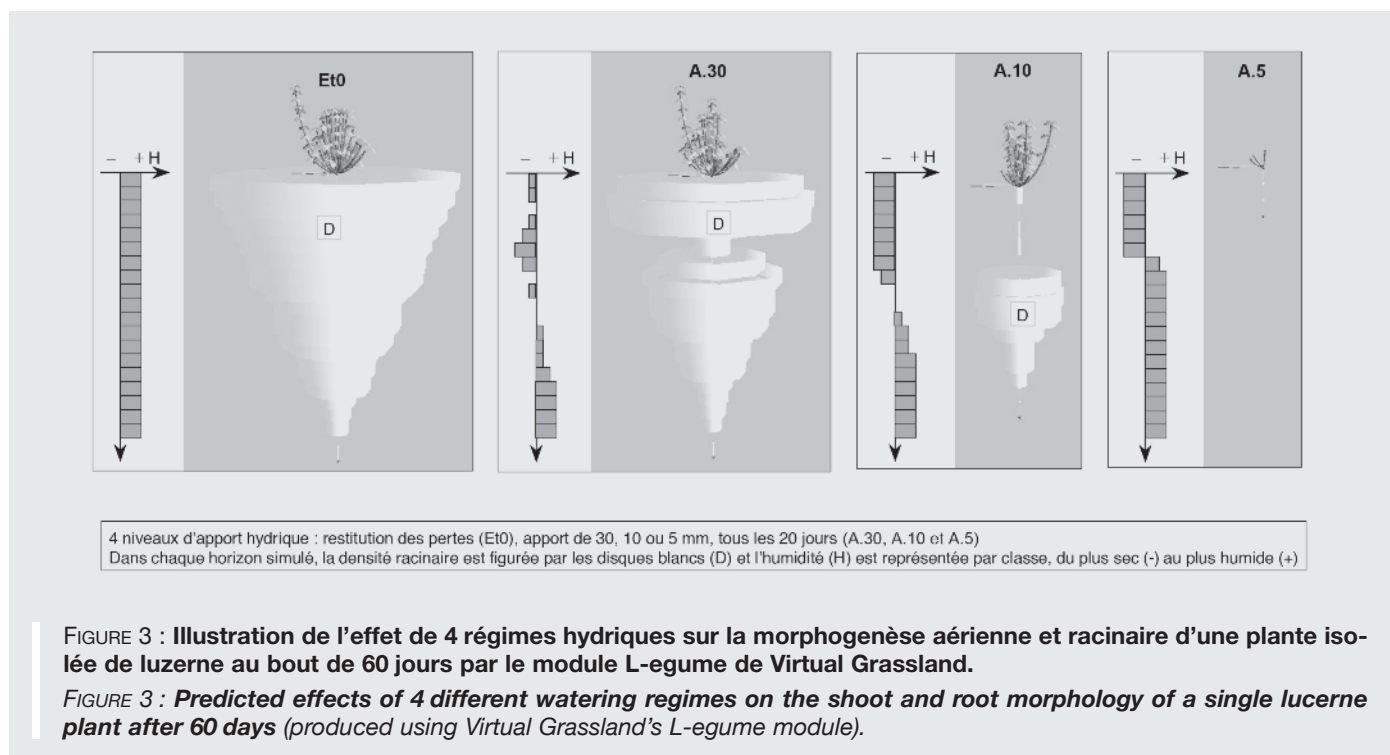 Et0
A.30
A.10
A.5
– + H
– + H
– + H
– + H
D
D
D
4 niveaux d'apport hydrique : restitution des pertes (Et0), apport de 30, 10 ou 5 mm, tous les 20 jours (A.30, A.10 et A.5)
Dans chaque horizon simulé, la densité racinaire est figurée par les disques blancs (D) et l'humidité (H) est représentée par classe, du plus sec (-) au plus humide (+)
FIGURE 3 : Illustration de l'effet de 4 régimes hydriques sur la morphogenèse aérienne et racinaire d'une plante iso-
lée de luzerne au bout de 60 jours par le module L-egume de Virtual Grassland.
FIGURE 3 : Predicted effects of 4 different watering regimes on the shoot and root morphology of a single lucerne
plant after 60 days (produced using Virtual Grassland's L-egume module).